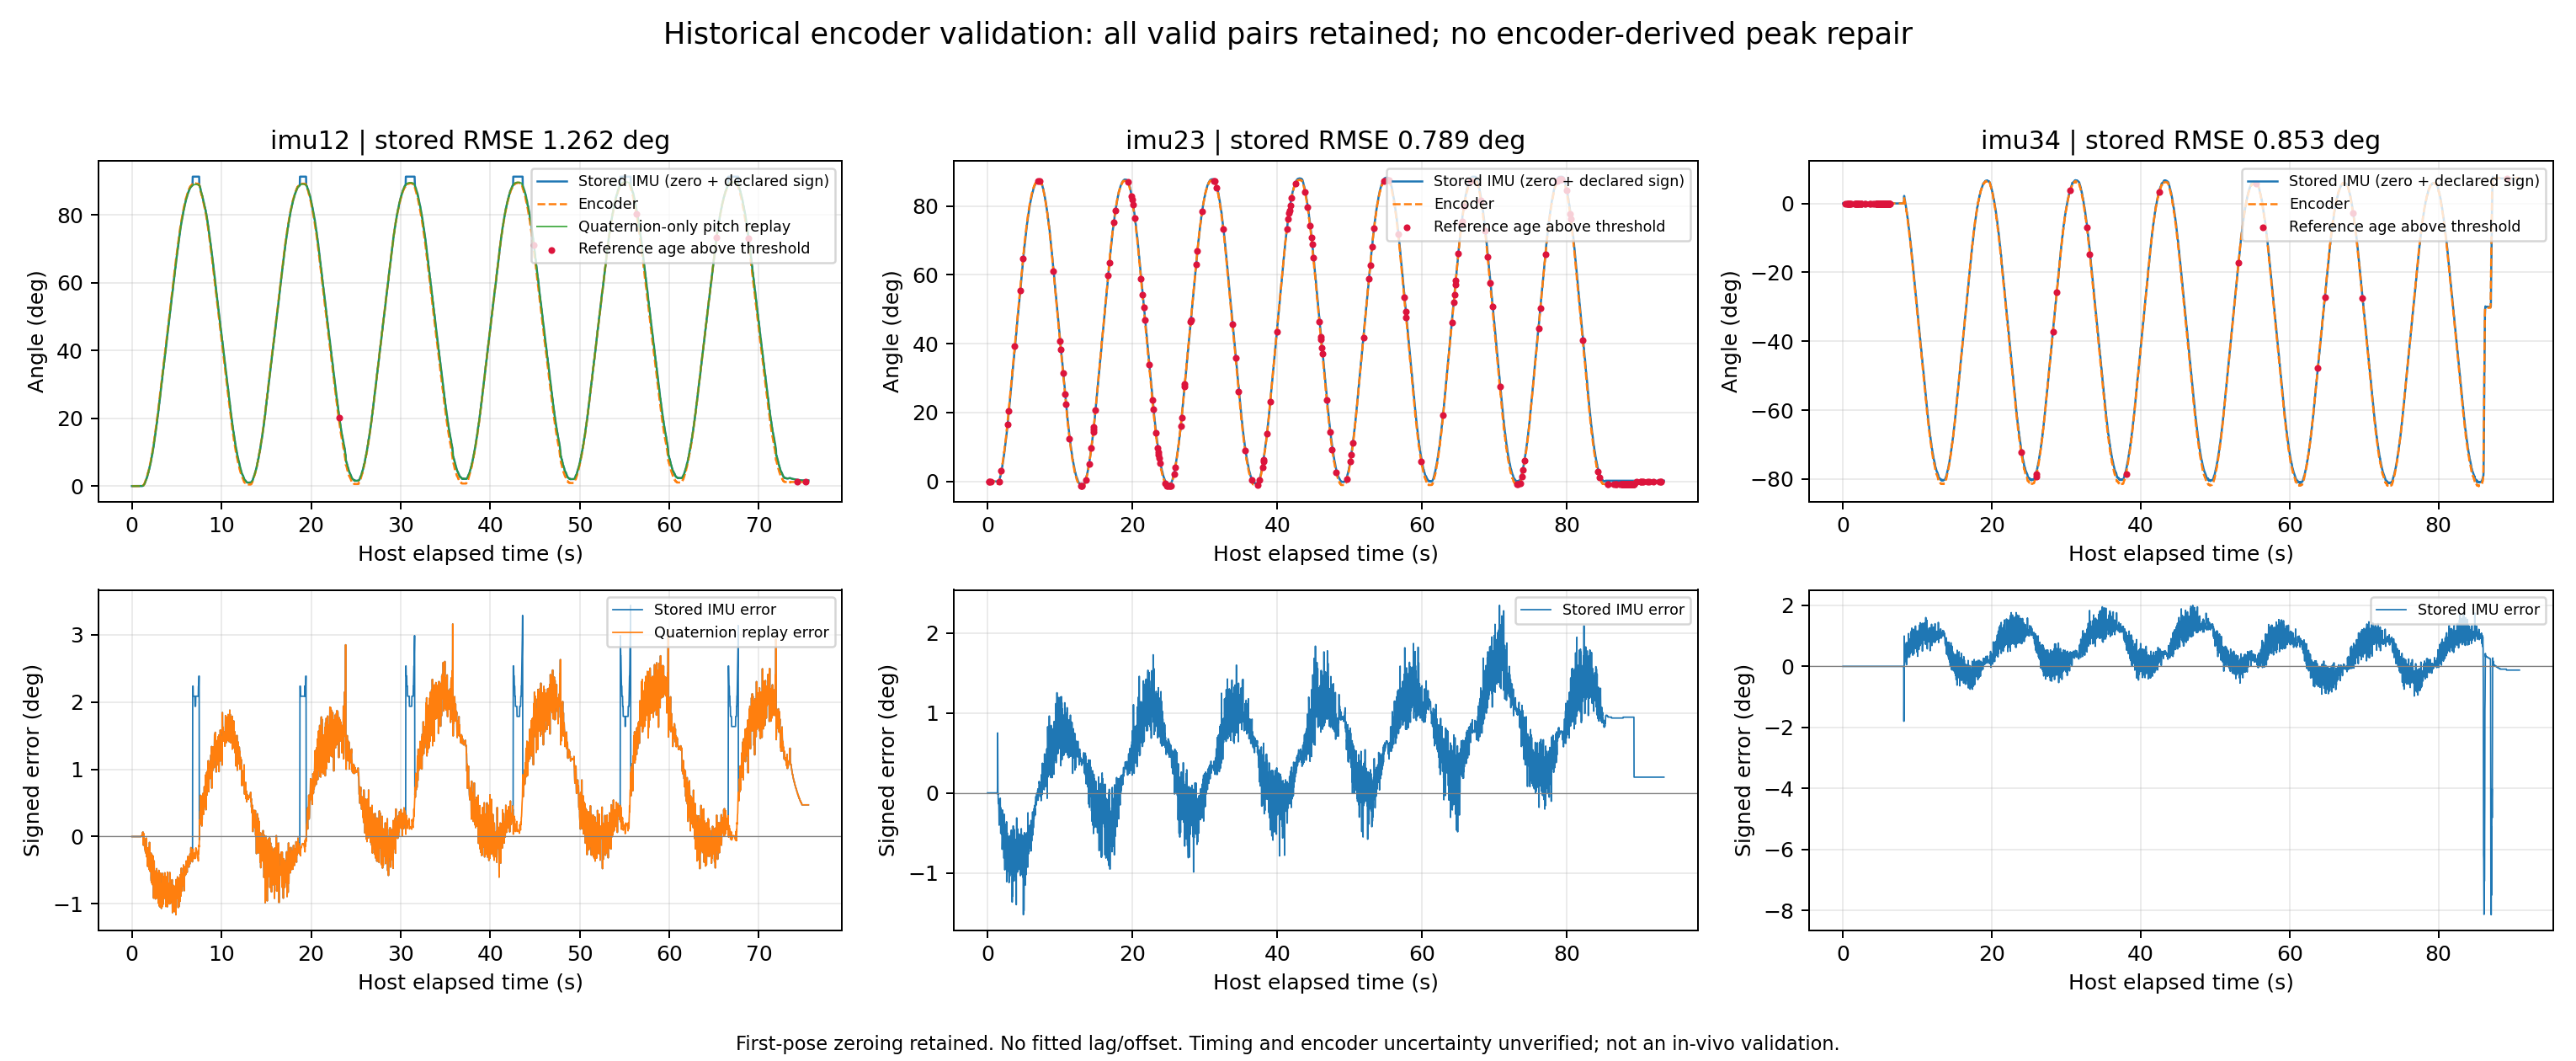 Historical encoder validation: all valid pairs retained; no encoder-derived peak repair
imu12 | stored RMSE 1.262 deg
Stored IMU (zero + declared sign)
Encoder
Quaternion-only pitch replay
Reference age above threshold
Angle (deg)
80
60
40
20
0
0 10 20 30 40 50 60 70
Host elapsed time (s)
imu23 | stored RMSE 0.789 deg
Stored IMU (zero + declared sign)
Encoder
Reference age above threshold
Angle (deg)
80
60
40
20
0
0 20 40 60 80
Host elapsed time (s)
imu34 | stored RMSE 0.853 deg
Stored IMU (zero + declared sign)
Encoder
Reference age above threshold
Angle (deg)
0
−20
−40
−60
−80
0 20 40 60 80
Host elapsed time (s)
Stored IMU error
Quaternion replay error
Signed error (deg)
3
2
1
0
−1
0 10 20 30 40 50 60 70
Host elapsed time (s)
Stored IMU error
Signed error (deg)
2
1
0
−1
0 20 40 60 80
Host elapsed time (s)
Stored IMU error
Signed error (deg)
2
0
−2
−4
−6
−8
0 20 40 60 80
Host elapsed time (s)
First-pose zeroing retained. No fitted lag/offset. Timing and encoder uncertainty unverified; not an in-vivo validation.